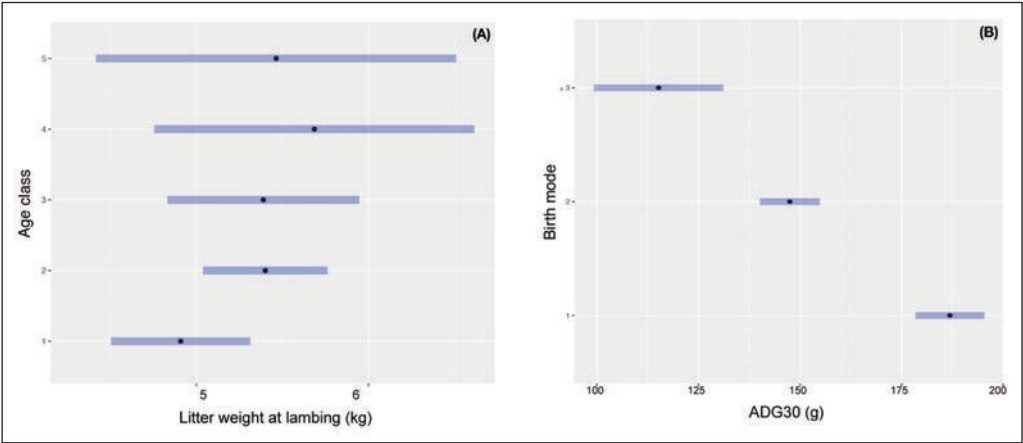 (A)
5
4
3
2
1
Age class
5 6
Litter weight at lambing (kg)
(B)
3
2
1
Birth mode
100 125 150 175 200
ADG30 (g)